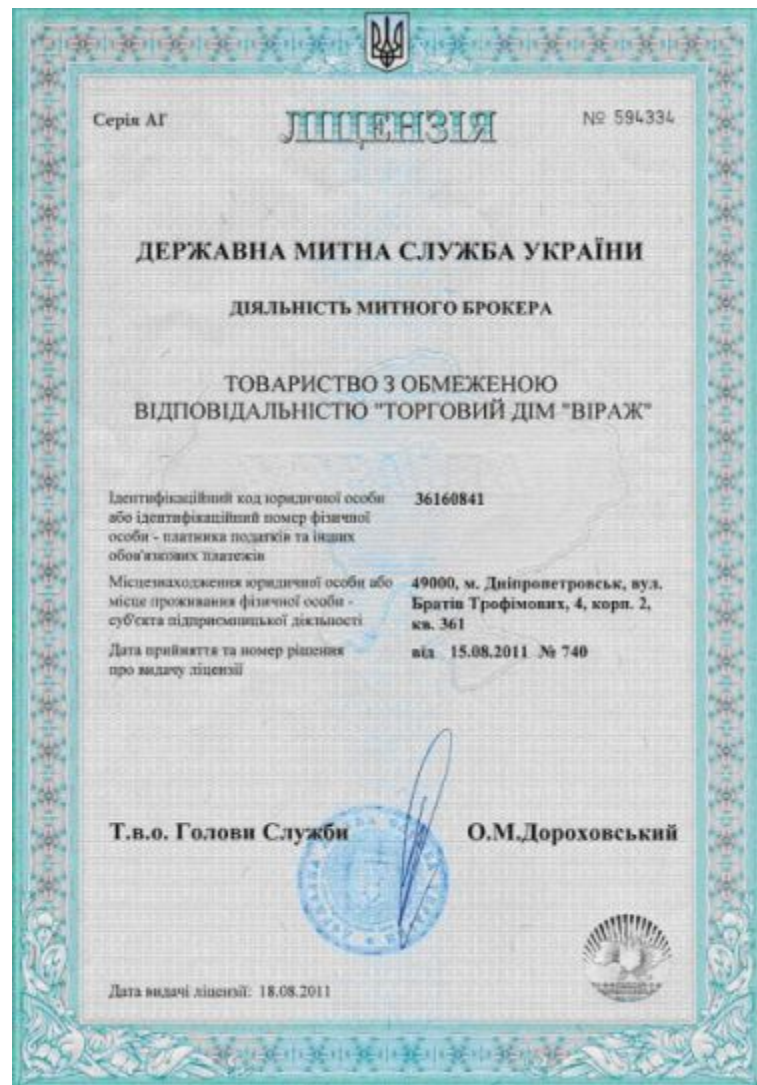 Серія АГ
ЛІЦЕНЗІЯ
№ 594334
ДЕРЖАВНА МИТНА СЛУЖБА УКРАЇНИ
ДІЯЛЬНІСТЬ МИТНОГО БРОКЕРА
ТОВАРИСТВО З ОБМЕЖЕНОЮ
ВІДПОВІДАЛЬНІСТЮ "ТОРГОВИЙ ДІМ "ВІРАЖ"
Ідентифікаційний код юридичної особи
або ідентифікаційний номер фізичної
особи - платника податків та інших
обов'язкових платежів
36160841
Місцезнаходження юридичної особи або
місце проживання фізичної особи -
суб'єкта підприємницької діяльності
49000, м. Дніпропетровськ, вул.
Братів Трофімових, 4, корп. 2,
кв. 361
Дата прийняття та номер рішення
про видачу ліцензії
від 15.08.2011 № 740
Т.в.о. Голови Служби
О.М.Дороховський
Дата видачі ліцензії: 18.08.2011